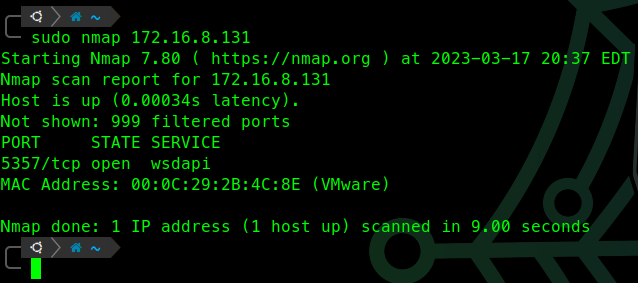 ~
sudo nmap 172.16.8.131
Starting Nmap 7.80 ( https://nmap.org ) at 2023-03-17 20:37 EDT
Nmap scan report for 172.16.8.131
Host is up (0.00034s latency).
Not shown: 999 filtered ports
PORT     STATE SERVICE
5357/tcp open  wsdapi
MAC Address: 00:0C:29:2B:4C:8E (VMware)
Nmap done: 1 IP address (1 host up) scanned in 9.00 seconds
~